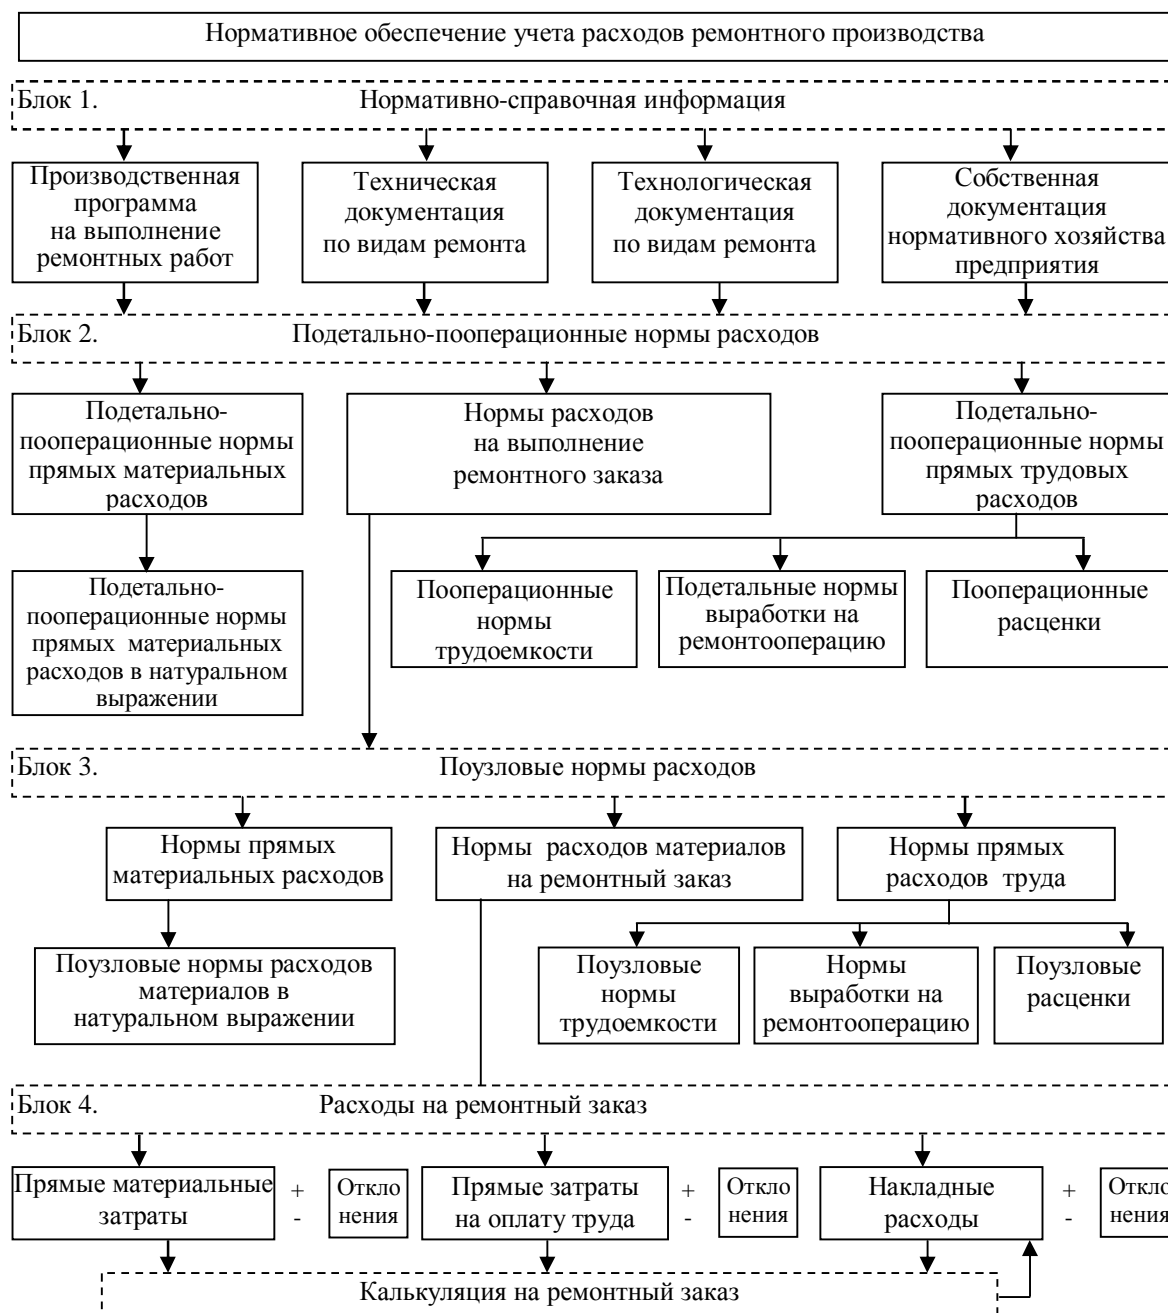 Нормативное обеспечение учета расходов ремонтного производства
Блок 1. Нормативно-справочная информация
Производственная
программа
на выполнение
ремонтных работ
Техническая
документация
по видам ремонта
Технологическая
документация
по видам ремонта
Собственная
документация
нормативного хозяйства
предприятия
Блок 2. Подетально-пооперационные нормы расходов
Подетально-
пооперационные нормы
прямых материальных
расходов
Нормы расходов
на выполнение
ремонтного заказа
Подетально-
пооперационные нормы
прямых трудовых
расходов
Подетально-
пооперационные нормы
прямых материальных
расходов в натуральном
выражении
Пооперационные
нормы
трудоемкости
Подетальные нормы
выработки на
ремонтооперацию
Пооперационные
расценки
Блок 3. Поузловые нормы расходов
Нормы прямых
материальных расходов
Нормы расходов материалов
на ремонтный заказ
Нормы прямых
расходов труда
Поузловые нормы расходов
материалов в
натуральном выражении
Поузловые
нормы
трудоемкости
Нормы
выработки на
ремонтооперацию
Поузловые
расценки
Блок 4. Расходы на ремонтный заказ
Прямые материальные
затраты
+
-
Откло
нения
Прямые затраты
на оплату труда
+
-
Откло
нения
Накладные
расходы
+
-
Откло
нения
Калькуляция на ремонтный заказ